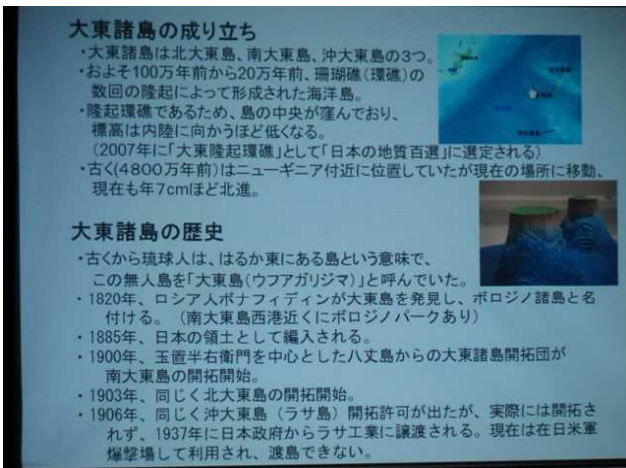 大東諸島の成り立ち
・大東諸島は北大東島、南大東島、沖大東島の３つ。
・およそ100万年前から20万年前、珊瑚礁（環礁）の
数回の隆起によって形成された海洋島。
・隆起環礁であるため、島の中央が窪んでおり、
標高は内陸に向かうほど低くなる。
（2007年に「大東隆起環礁」として「日本の地質百選」に選定される）
・古く（4800万年前）はニューギニア付近に位置していたが現在の場所に移動、
現在も年7cmほど北進。
大東諸島の歴史
・古くから琉球人は、はるか東にある島という意味で、
この無人島を「大東島（ウフアガリジマ）」と呼んでいた。
・1820年、ロシア人ボナフィディンが大東島を発見し、ボロジノ諸島と名
付ける。（南大東島西港近くにボロジノパークあり）
・1885年、日本の領土として編入される。
・1900年、玉置半右衛門を中心とした八丈島からの大東諸島開拓団が
南大東島の開拓開始。
・1903年、同じく北大東島の開拓開始。
・1906年、同じく沖大東島（ラサ島）開拓許可が出たが、実際には開拓さ
れず、1937年に日本政府からラサ工業に譲渡される。現在は在日米軍
爆撃場して利用され、渡島できない。